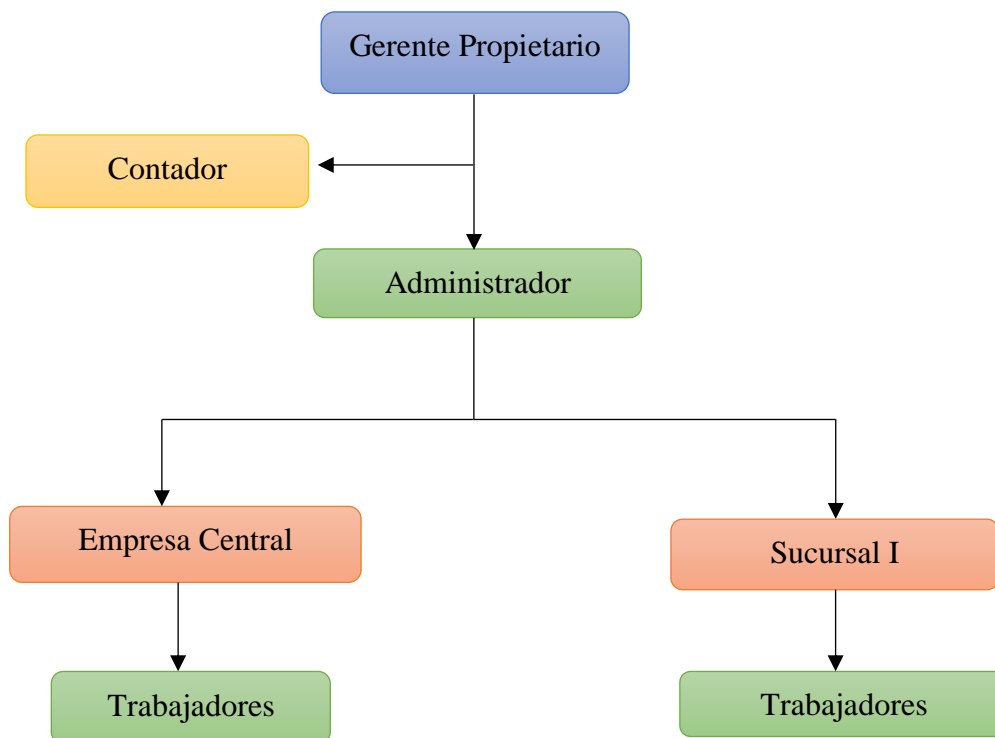 Gerente Propietario
Contador
Administrador
Empresa Central
Sucursal I
Trabajadores
Trabajadores